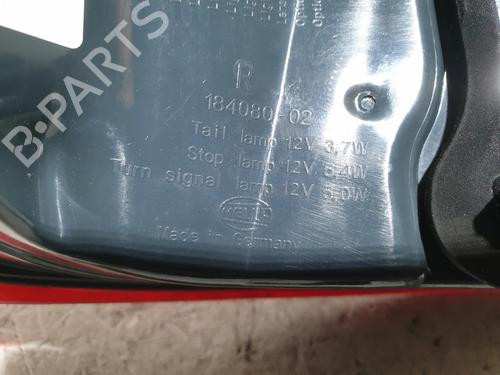 B-PARTS
R
184080-02
Tail lamp 12V 3,7W
Stop lamp 12V 5,4W
Turn signal lamp 12V 5,0W
HELLA
Made in Germany